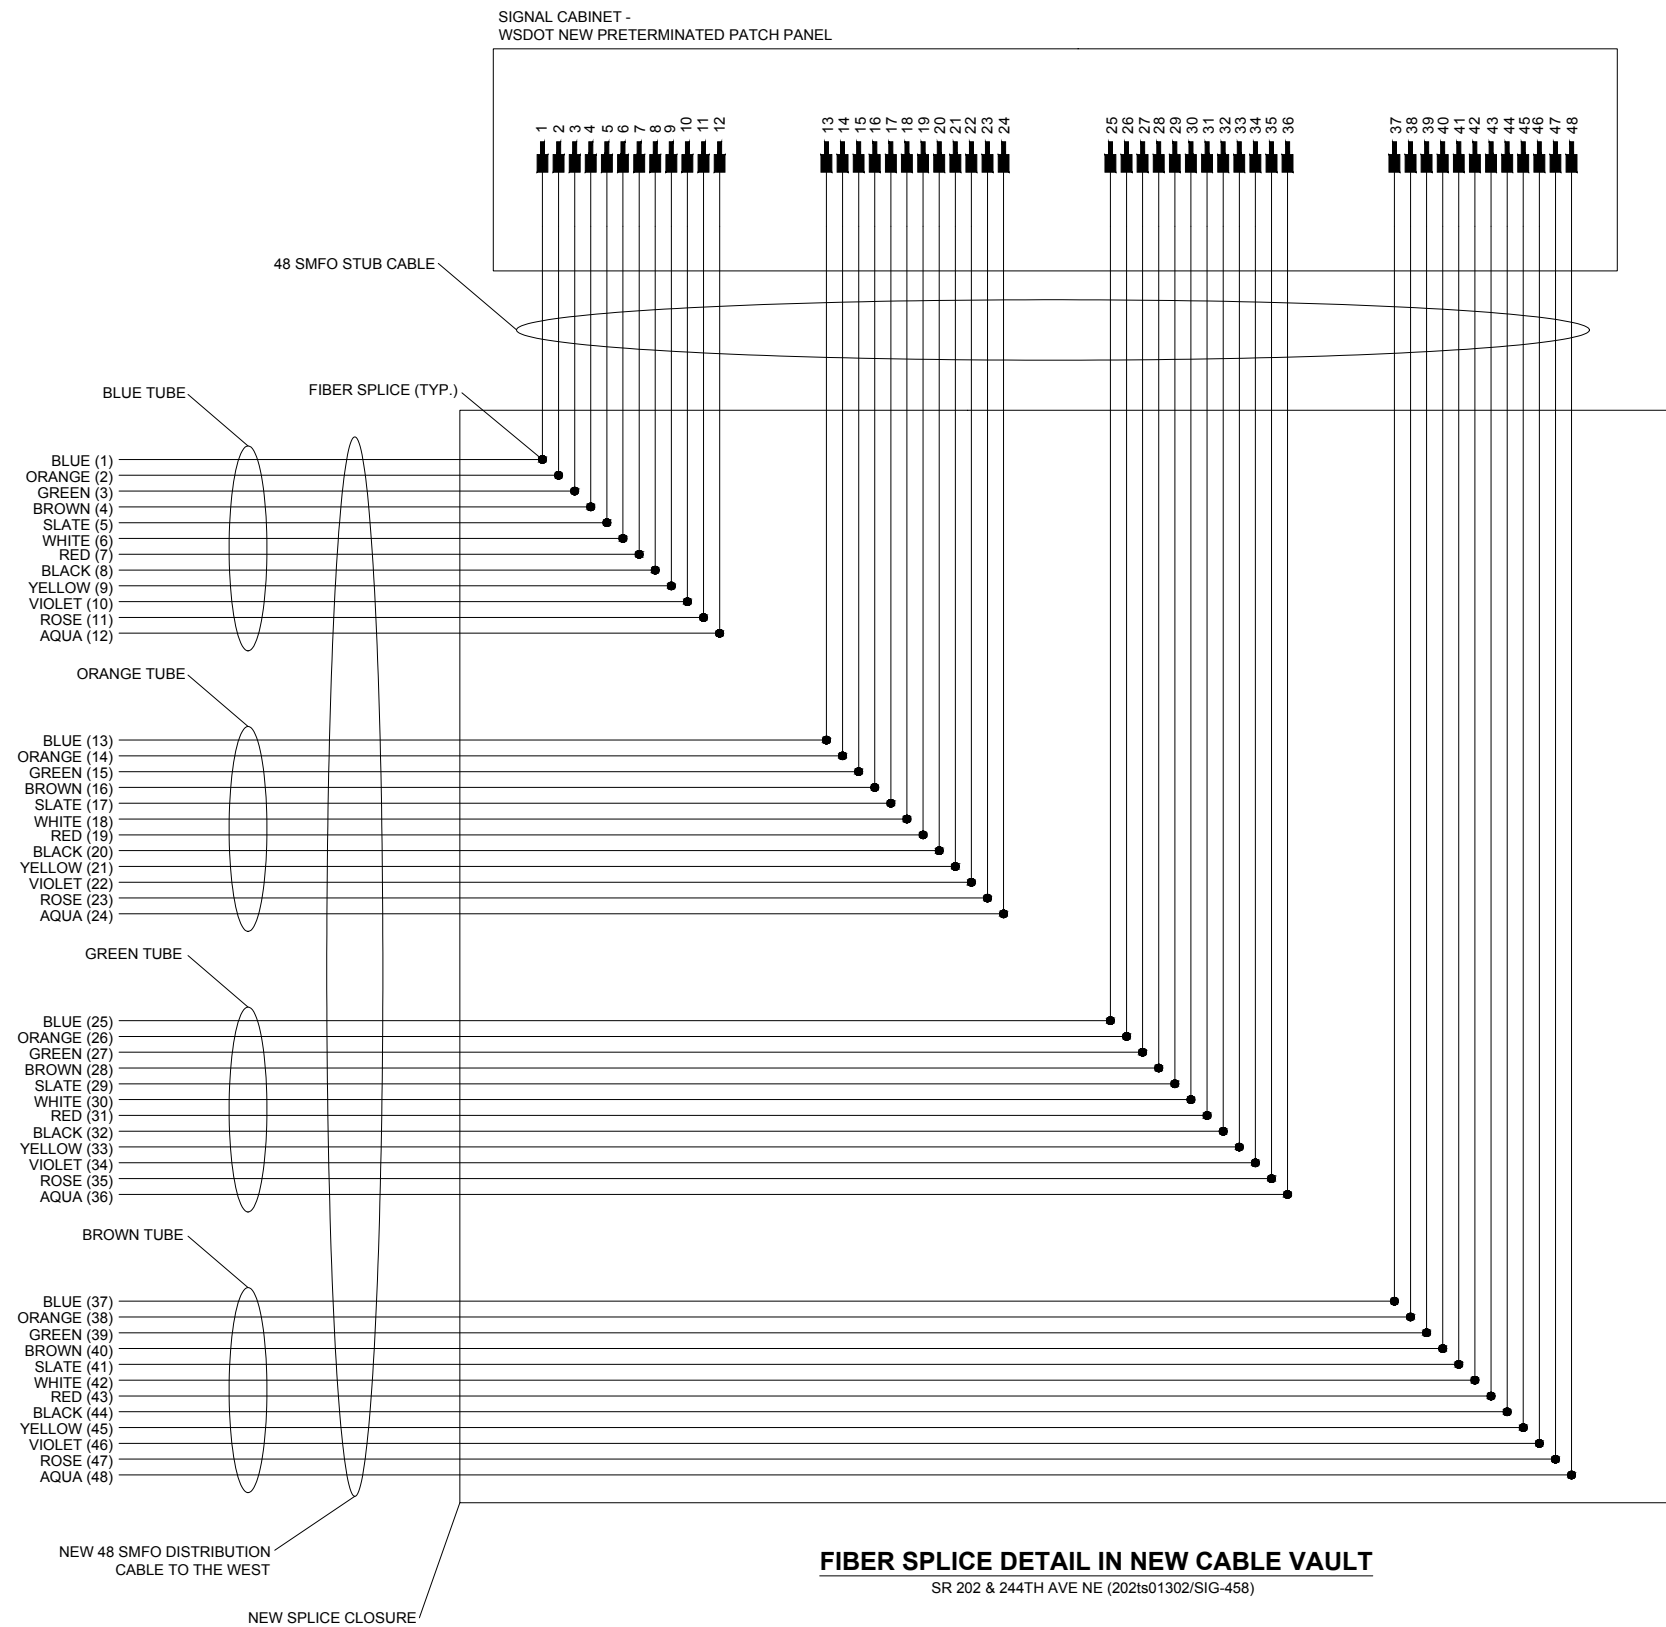 SIGNAL CABINET -
WSDOT NEW PRETERMINATED PATCH PANEL
1 2 3 4 5 6 7 8 9 10 11 12 13 14 15 16 17 18 19 20 21 22 23 24 25 26 27 28 29 30 31 32 33 34 35 36 37 38 39 40 41 42 43 44 45 46 47 48
48 SMFO STUB CABLE
FIBER SPLICE (TYP.)
BLUE TUBE
BLUE (1)
ORANGE (2)
GREEN (3)
BROWN (4)
SLATE (5)
WHITE (6)
RED (7)
BLACK (8)
YELLOW (9)
VIOLET (10)
ROSE (11)
AQUA (12)
ORANGE TUBE
BLUE (13)
ORANGE (14)
GREEN (15)
BROWN (16)
SLATE (17)
WHITE (18)
RED (19)
BLACK (20)
YELLOW (21)
VIOLET (22)
ROSE (23)
AQUA (24)
GREEN TUBE
BLUE (25)
ORANGE (26)
GREEN (27)
BROWN (28)
SLATE (29)
WHITE (30)
RED (31)
BLACK (32)
YELLOW (33)
VIOLET (34)
ROSE (35)
AQUA (36)
BROWN TUBE
BLUE (37)
ORANGE (38)
GREEN (39)
BROWN (40)
SLATE (41)
WHITE (42)
RED (43)
BLACK (44)
YELLOW (45)
VIOLET (46)
ROSE (47)
AQUA (48)
NEW 48 SMFO DISTRIBUTION
CABLE TO THE WEST
NEW SPLICE CLOSURE
FIBER SPLICE DETAIL IN NEW CABLE VAULT
SR 202 & 244TH AVE NE (202ts01302/SIG-458)